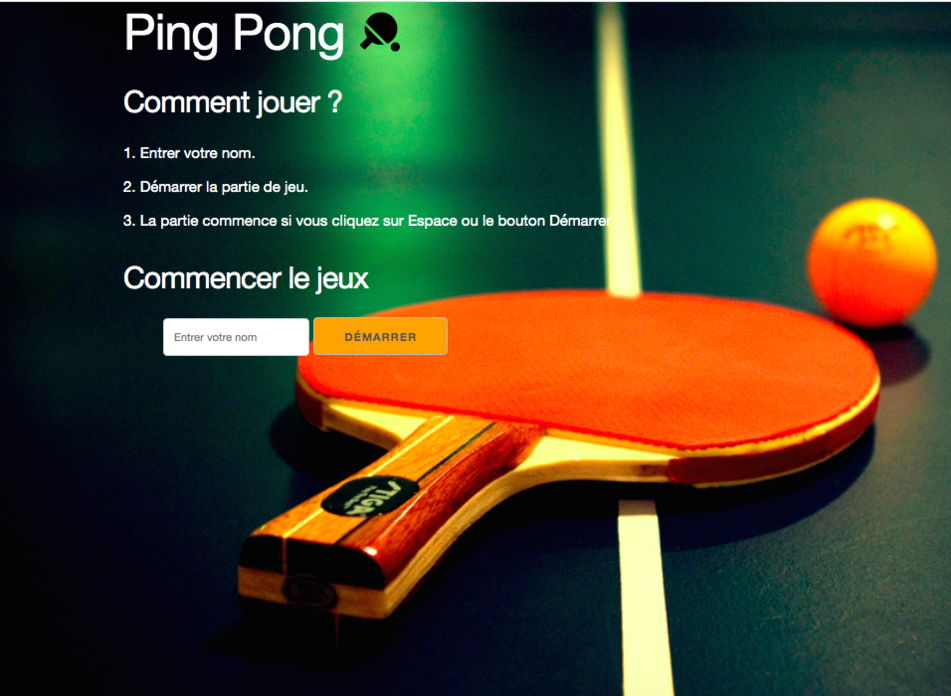 Ping Pong
Comment jouer ?
1. Entrer votre nom.
2. Démarrer la partie de jeu.
3. La partie commence si vous cliquez sur Espace ou le bouton Démarrer
Commencer le jeux
Entrer votre nom
DÉMARRER
STIGA